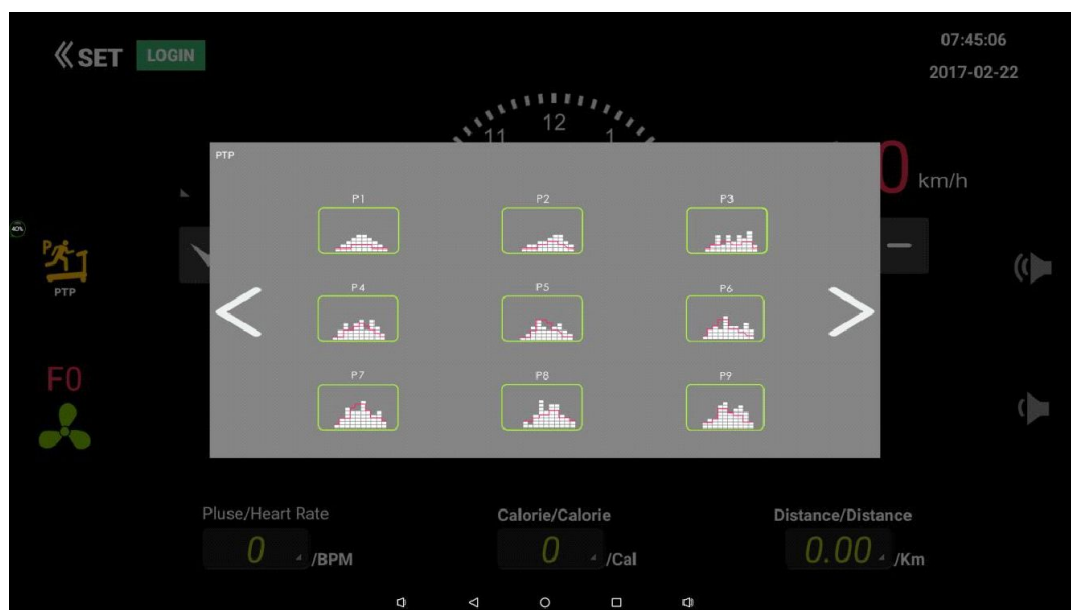 SET LOGIN
07:45:06
2017-02-22
11 12 1
PTP
0 km/h
P1 P2 P3
40%
P
PTP
P4 P5 P6
F0
P7 P8 P9
Pluse/Heart Rate
0 /BPM
Calorie/Calorie
0 /Cal
Distance/Distance
0.00 /Km